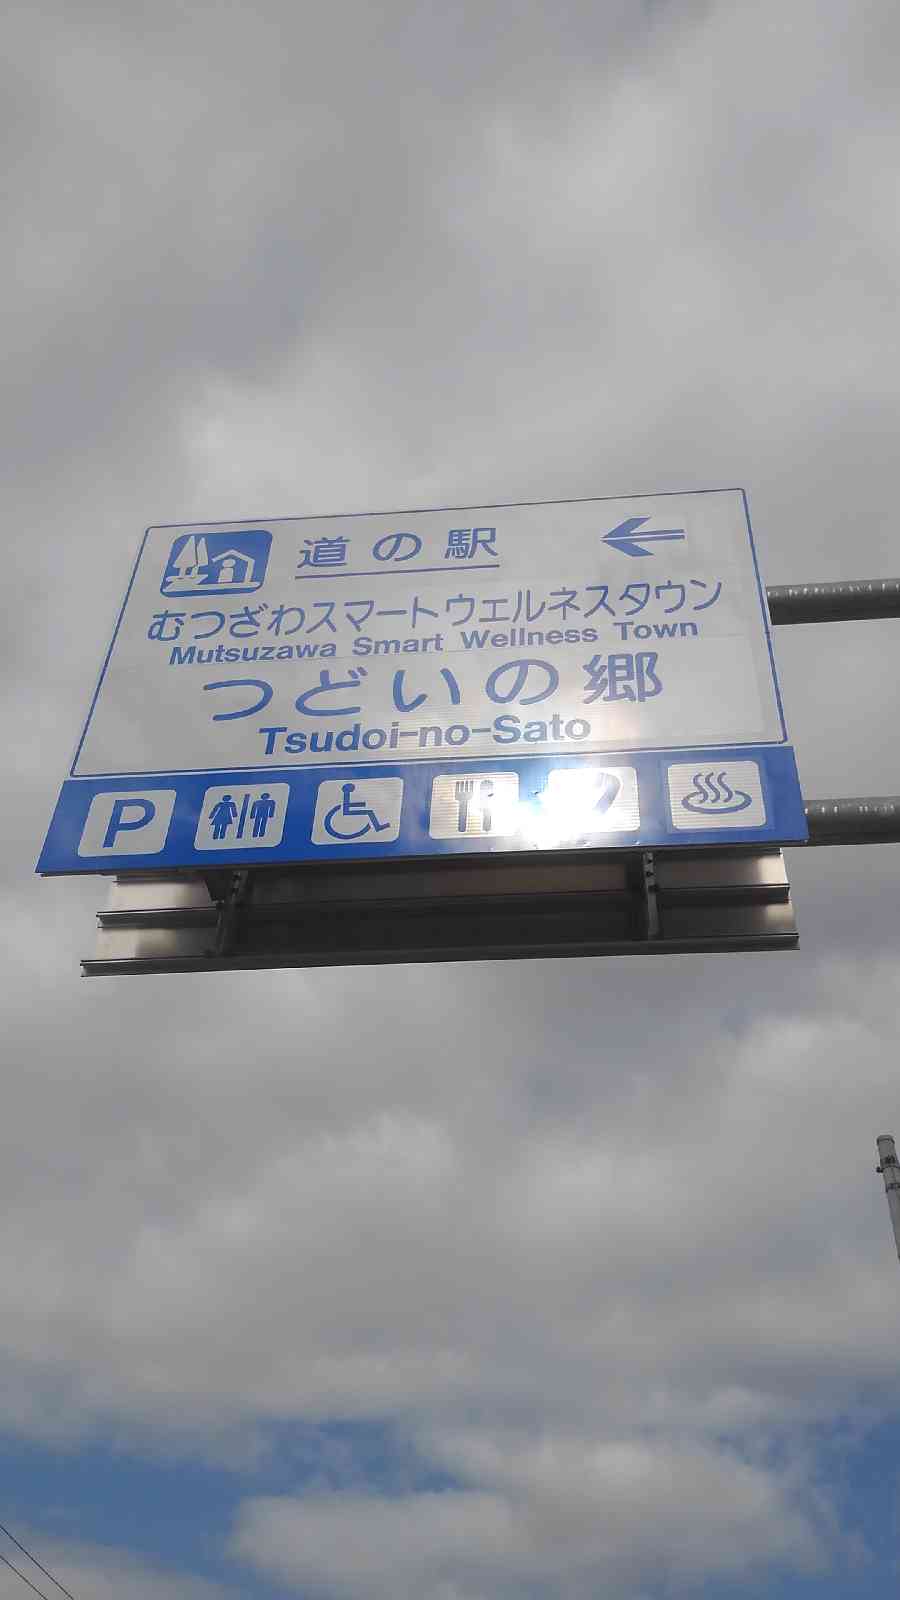 道の駅
むつざわスマートウェルネスタウン
Mutsuzawa Smart Wellness Town
つどいの郷
Tsudoi-no-Sato
P